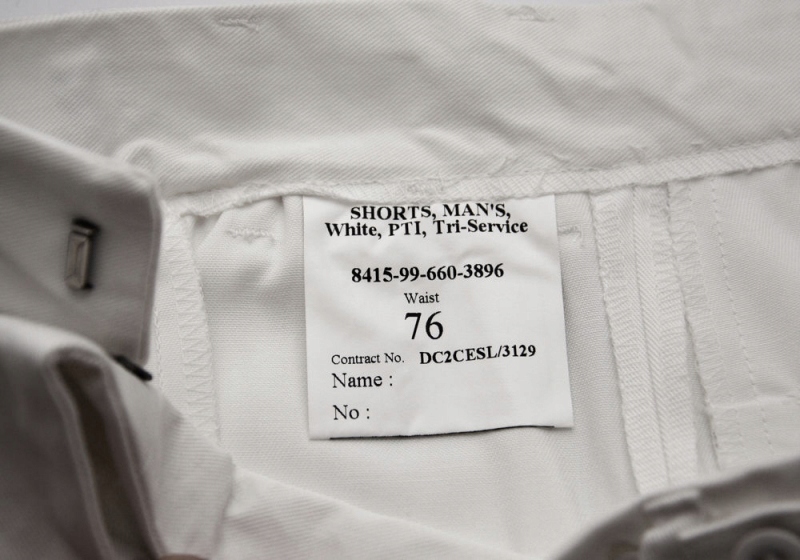 SHORTS, MAN'S,
White, PTI, Tri-Service
8415-99-660-3896
Waist
76
Contract No. DC2CESL/3129
Name :
No :